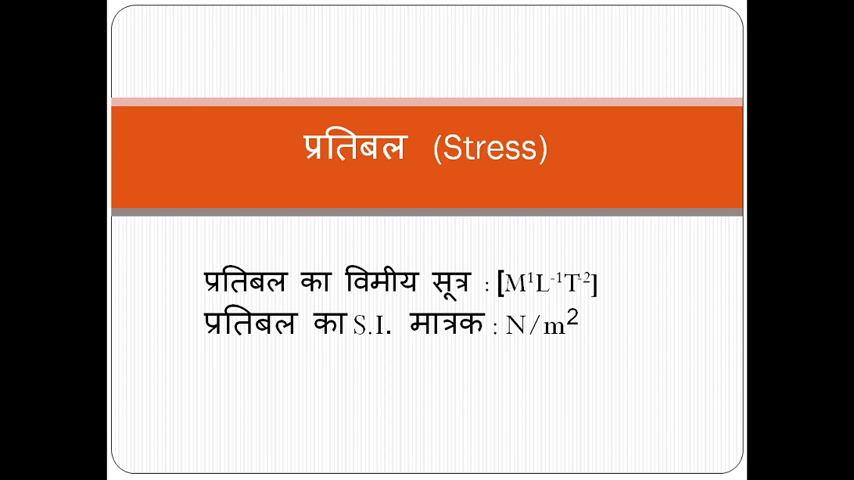 प्रतिबल (Stress)
प्रतिबल का विमीय सूत्र : [M¹L⁻¹T⁻²]
प्रतिबल का S.I. मात्रक : N/m²